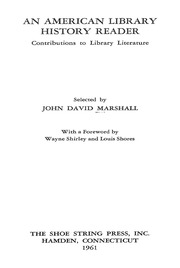 AN AMERICAN LIBRARY
HISTORY READER
Contributions to Library Literature
Selected by
JOHN DAVID MARSHALL
With a Foreword by
Wayne Shirley and Louis Shores
THE SHOE STRING PRESS, INC.
HAMDEN, CONNECTICUT
1961